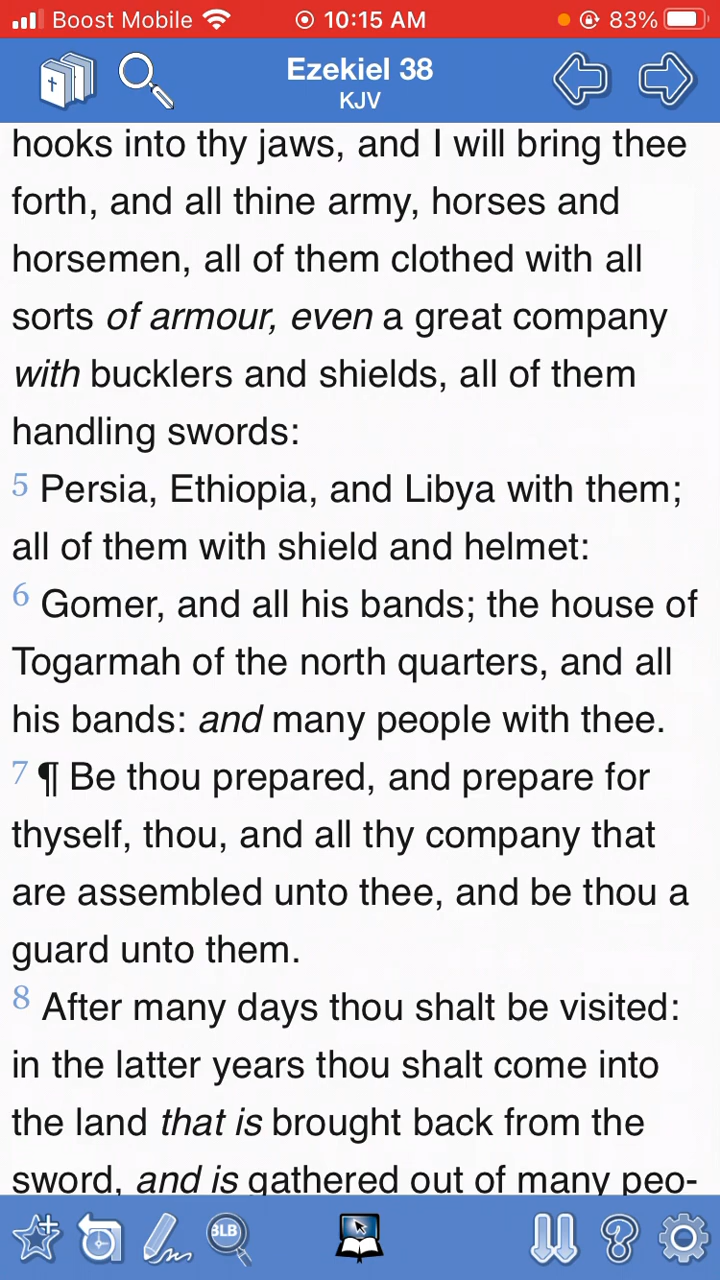 Boost Mobile 10:15 AM 83%
Ezekiel 38
KJV
hooks into thy jaws, and I will bring thee
forth, and all thine army, horses and
horsemen, all of them clothed with all
sorts of armour, even a great company
with bucklers and shields, all of them
handling swords:
5 Persia, Ethiopia, and Libya with them;
all of them with shield and helmet:
6 Gomer, and all his bands; the house of
Togarmah of the north quarters, and all
his bands: and many people with thee.
7 ¶ Be thou prepared, and prepare for
thyself, thou, and all thy company that
are assembled unto thee, and be thou a
guard unto them.
8 After many days thou shalt be visited:
in the latter years thou shalt come into
the land that is brought back from the
sword, and is gathered out of many peo-
BLB